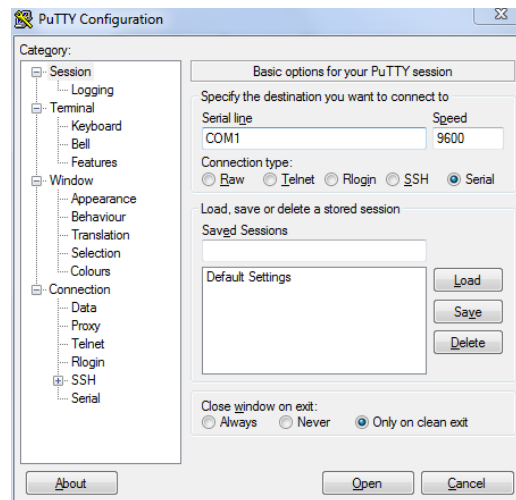 PuTTY Configuration
Category:
Session
Logging
Terminal
Keyboard
Bell
Features
Window
Appearance
Behaviour
Translation
Selection
Colours
Connection
Data
Proxy
Telnet
Rlogin
SSH
Serial
Basic options for your PuTTY session
Specify the destination you want to connect to
Serial line Speed
COM1 9600
Connection type:
Raw Telnet Rlogin SSH Serial
Load, save or delete a stored session
Saved Sessions
Default Settings
Load
Save
Delete
Close window on exit:
Always Never Only on clean exit
About Open Cancel